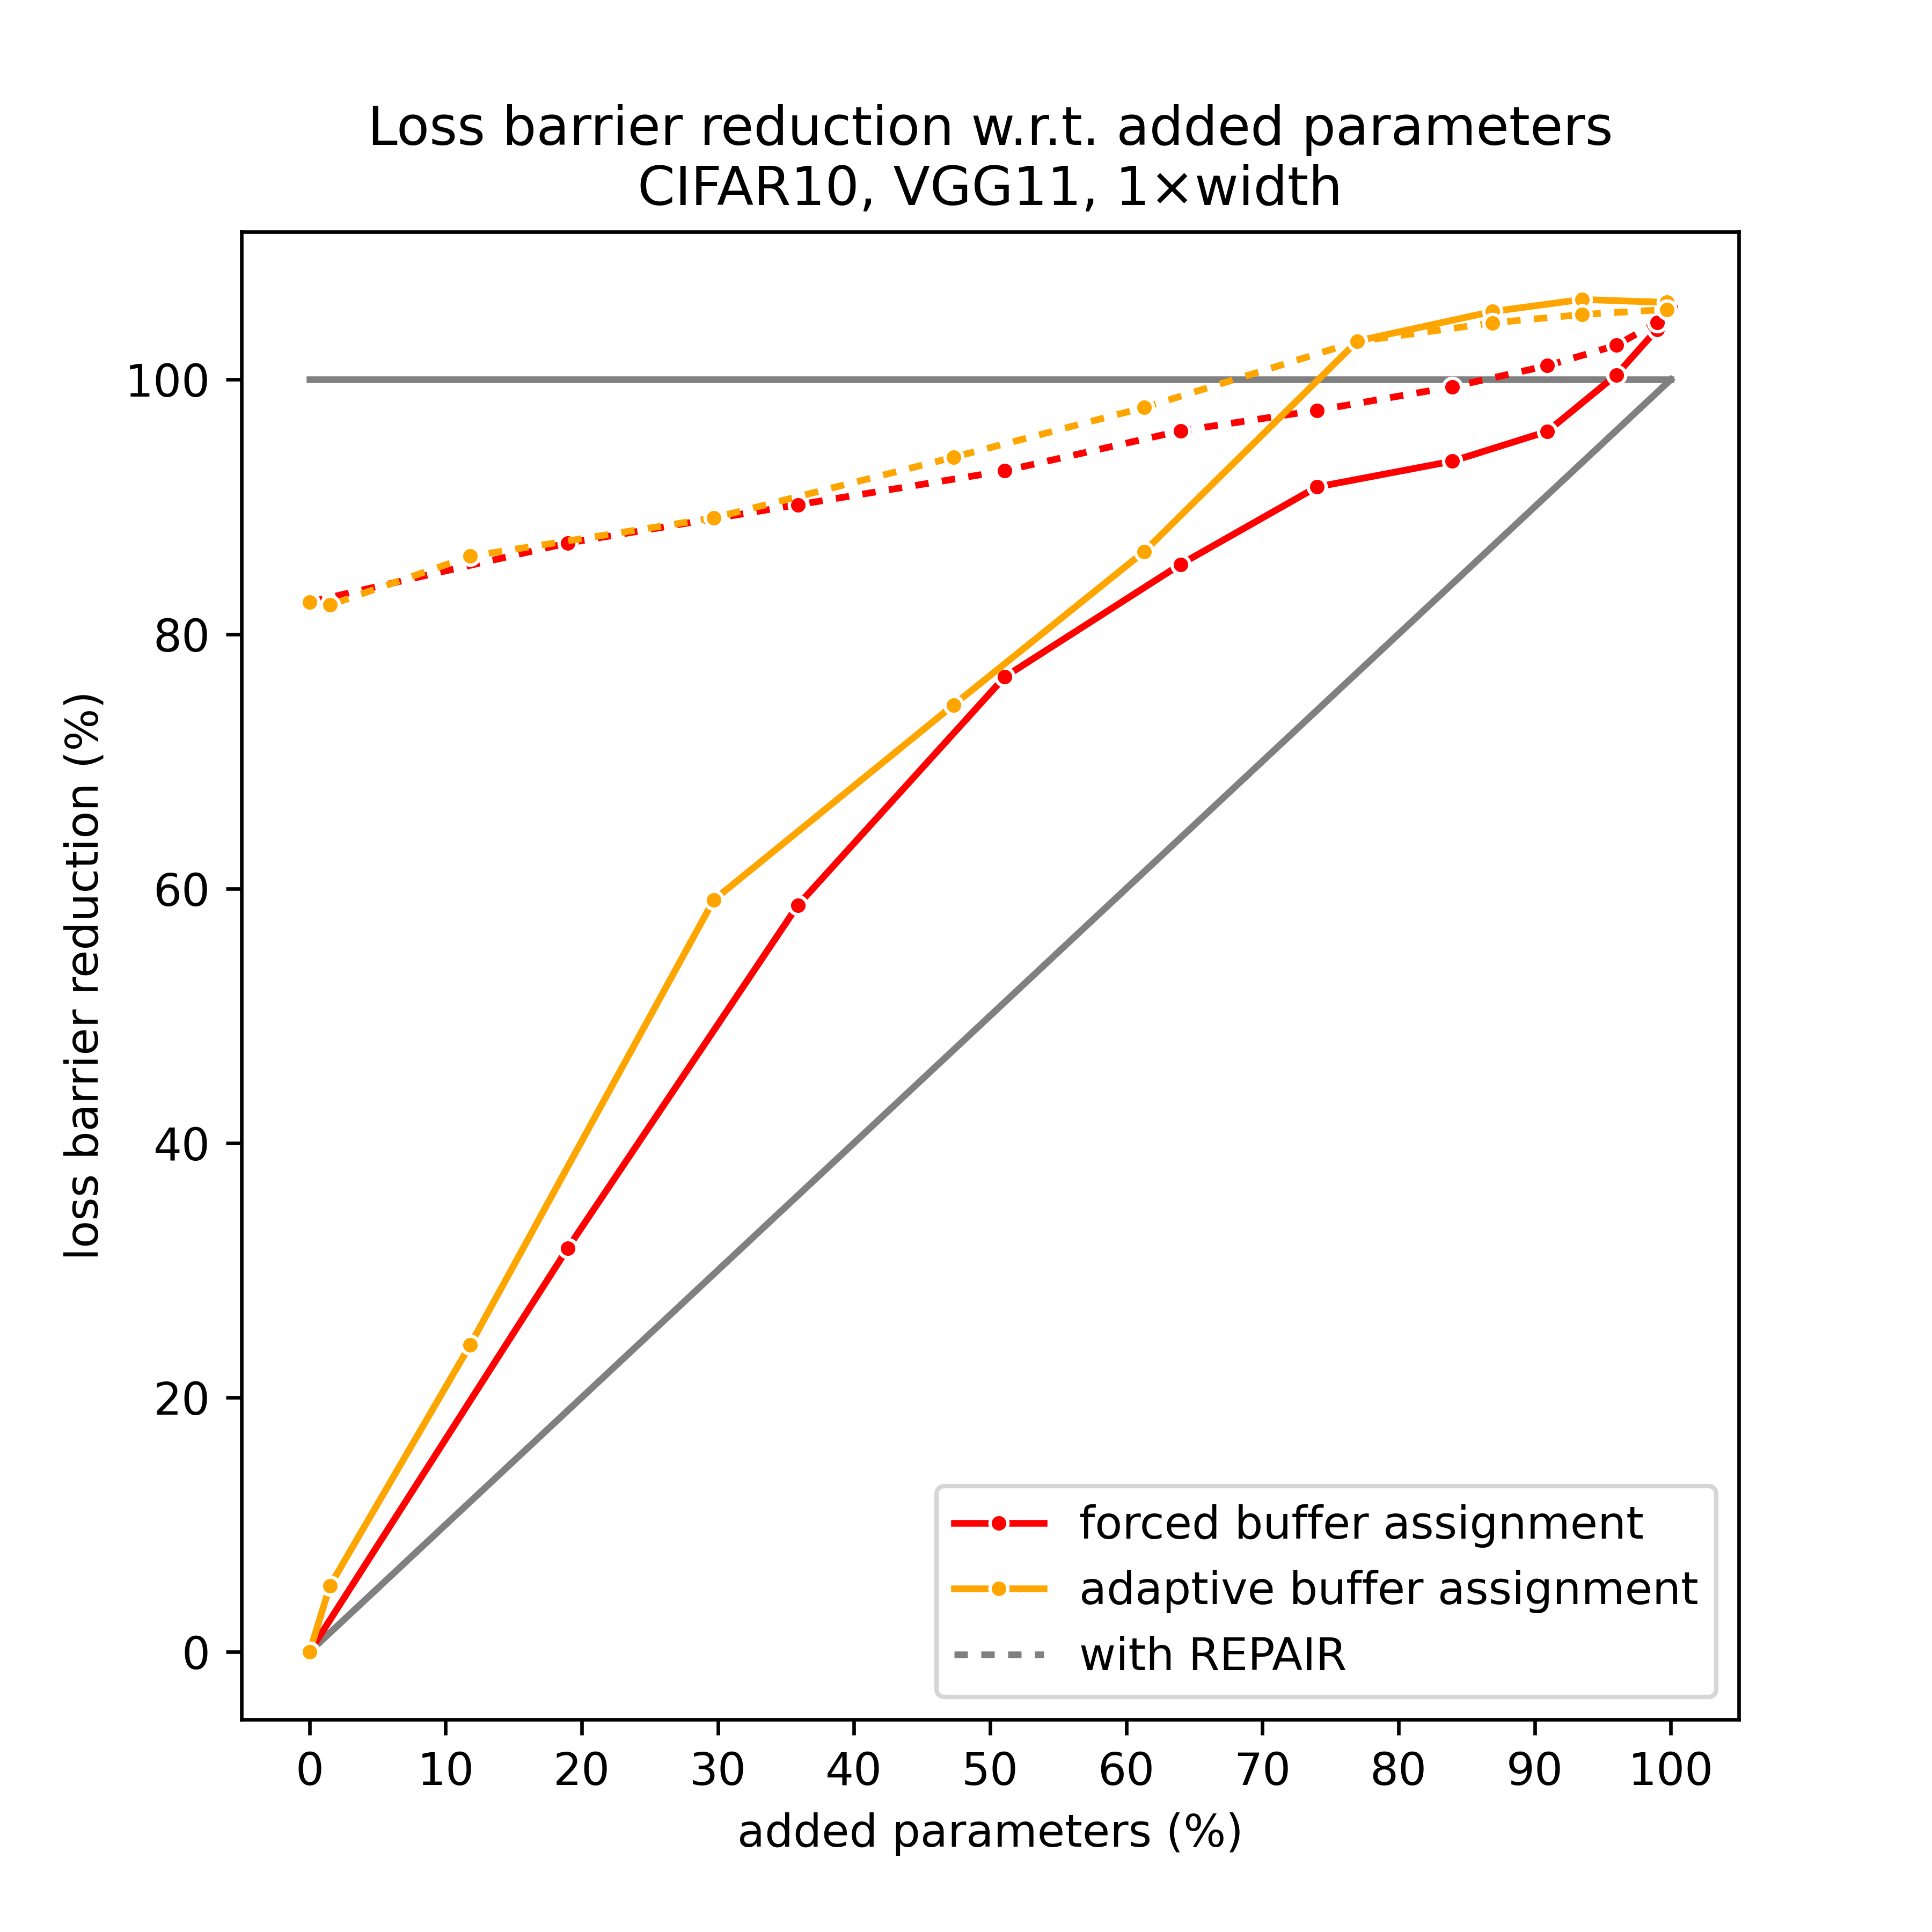 Loss barrier reduction w.r.t. added parameters
CIFAR10, VGG11, 1×width
loss barrier reduction (%)
100
80
60
40
20
0
forced buffer assignment
adaptive buffer assignment
with REPAIR
0 10 20 30 40 50 60 70 80 90 100
added parameters (%)